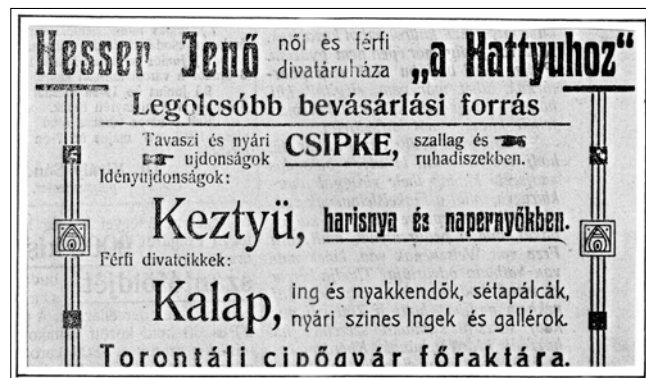 Hesser Jenő női és férfi divatáruháza „a Hattyuhoz“
Legolcsóbb bevásárlási forrás
Tavaszi és nyári ujdonságok CSIPKE, szallag és ruhadiszekben.
Idényujdonságok:
Keztyü, harisnya és napernyőkben.
Férfi divatcikkek:
Kalap, ing és nyakkendők, sétapálcák, nyári szines Ingek és gallérok.
Torontáli cipőgyár főraktára.